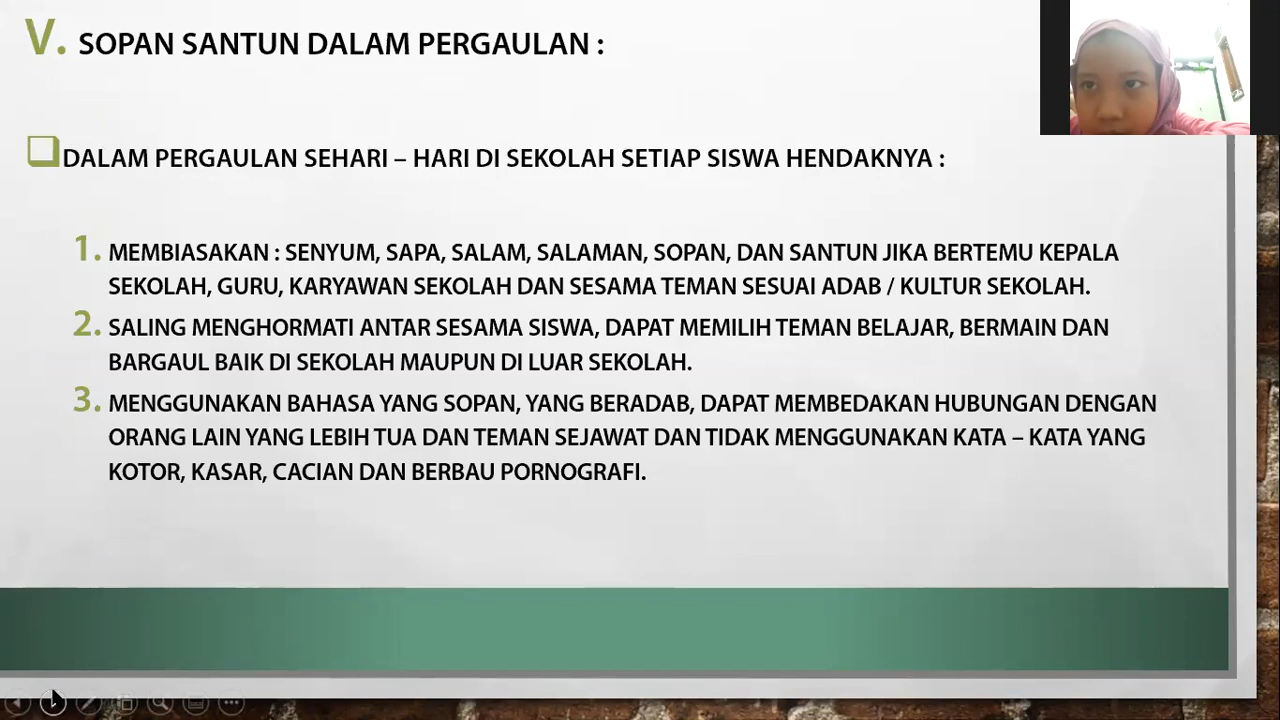 V. SOPAN SANTUN DALAM PERGAULAN :
DALAM PERGAULAN SEHARI – HARI DI SEKOLAH SETIAP SISWA HENDAKNYA :
1. MEMBIASAKAN : SENYUM, SAPA, SALAM, SALAMAN, SOPAN, DAN SANTUN JIKA BERTEMU KEPALA
SEKOLAH, GURU, KARYAWAN SEKOLAH DAN SESAMA TEMAN SESUAI ADAB / KULTUR SEKOLAH.
2. SALING MENGHORMATI ANTAR SESAMA SISWA, DAPAT MEMILIH TEMAN BELAJAR, BERMAIN DAN
BARGAUL BAIK DI SEKOLAH MAUPUN DI LUAR SEKOLAH.
3. MENGGUNAKAN BAHASA YANG SOPAN, YANG BERADAB, DAPAT MEMBEDAKAN HUBUNGAN DENGAN
ORANG LAIN YANG LEBIH TUA DAN TEMAN SEJAWAT DAN TIDAK MENGGUNAKAN KATA – KATA YANG
KOTOR, KASAR, CACIAN DAN BERBAU PORNOGRAFI.